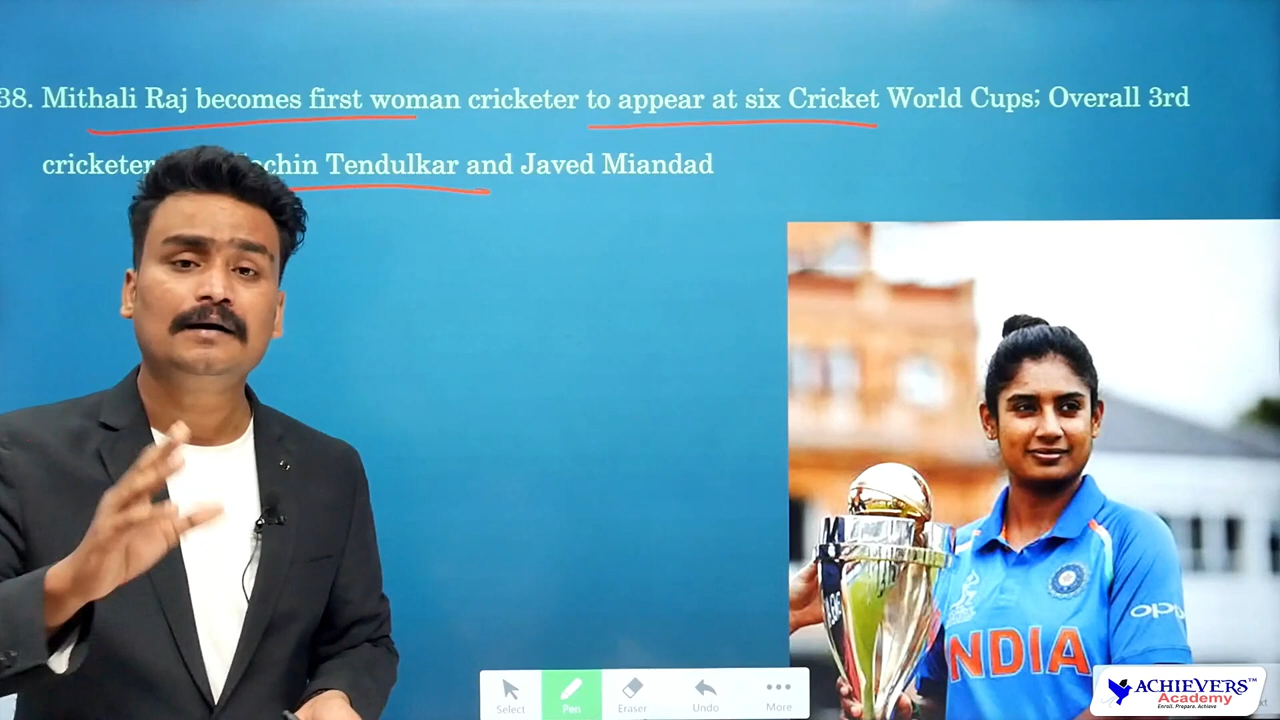 38. Mithali Raj becomes first woman cricketer to appear at six Cricket World Cups; Overall 3rd
cricketer Tendulkar and Javed Miandad
OPPO
INDIA
Select
Pen
Eraser
Undo
More
ACHIEVERS™
Academy
Enroll. Prepare. Achieve